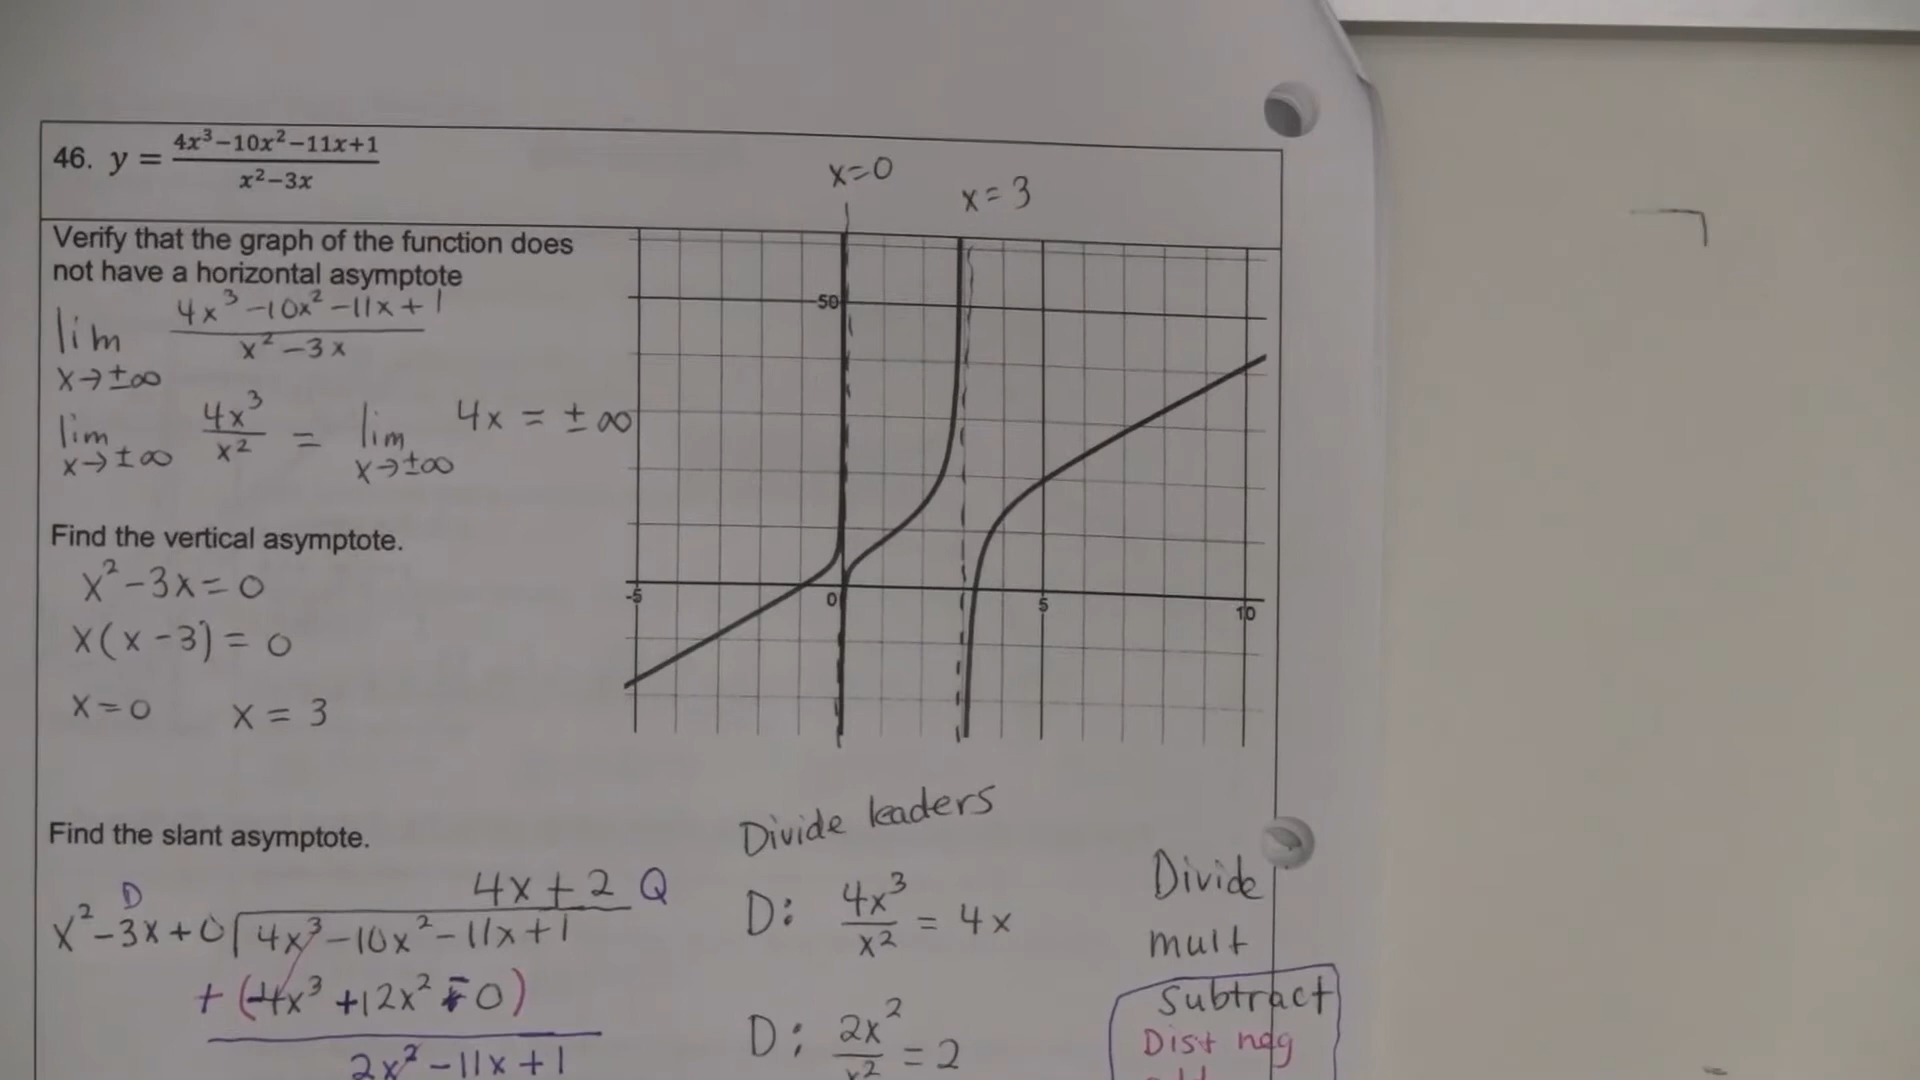 46. y = (4x³−10x²−11x+1)/(x²−3x)
x=0
x=3
Verify that the graph of the function does
not have a horizontal asymptote
lim x→±∞ (4x³−10x²−11x+1)/(x²−3x)
lim x→±∞ 4x³/x² = lim x→±∞ 4x = ±∞
50
-5 0 5 10
Find the vertical asymptote.
x²−3x=0
x(x−3)=0
x=0 x=3
Find the slant asymptote.
Divide leaders
4x+2 Q
D
x²−3x+0)4x³−10x²−11x+1
+(−4x³+12x²−0)
2x²−11x+1
D: 4x³/x² = 4x
D: 2x²/x² = 2
Divide
mult
Subtract
Dist neg